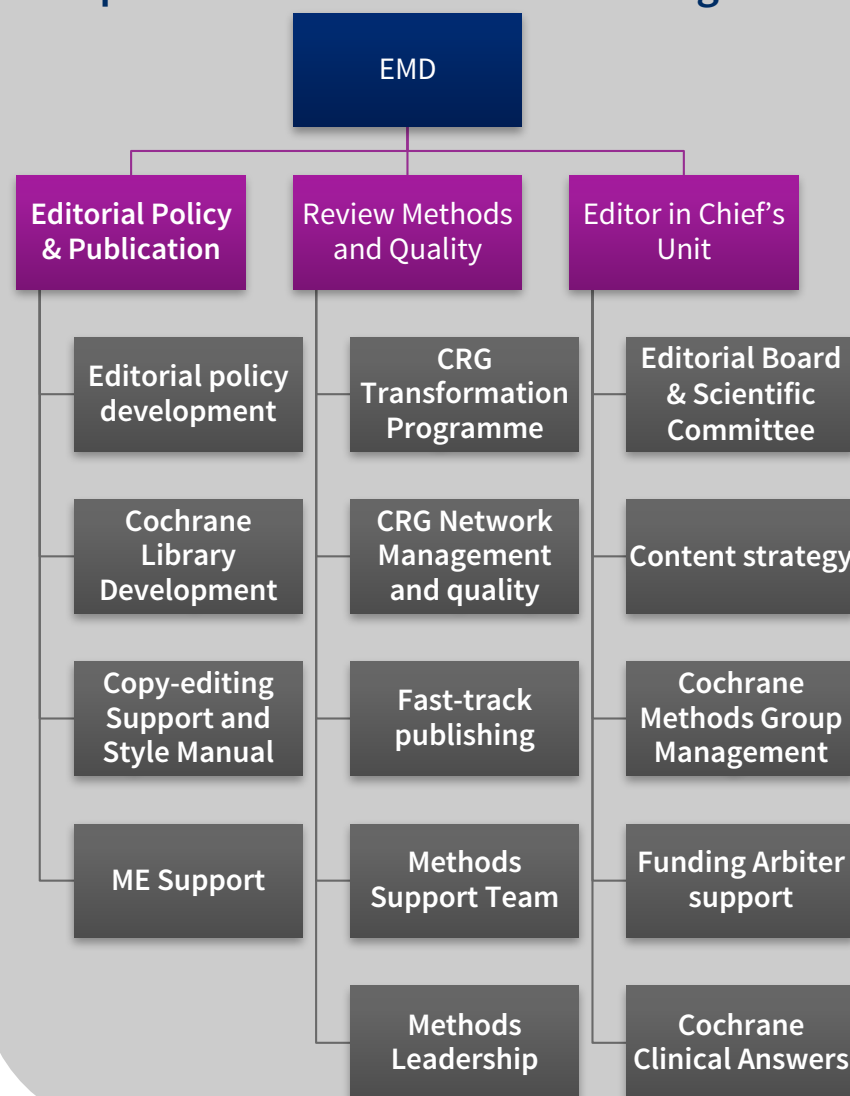 EMD
Editorial Policy
& Publication
Review Methods
and Quality
Editor in Chief’s
Unit
Editorial policy
development
Cochrane
Library
Development
Copy-editing
Support and
Style Manual
ME Support
CRG
Transformation
Programme
CRG Network
Management
and quality
Fast-track
publishing
Methods
Support Team
Methods
Leadership
Editorial Board
& Scientific
Committee
Content strategy
Cochrane
Methods Group
Management
Funding Arbiter
support
Cochrane
Clinical Answers